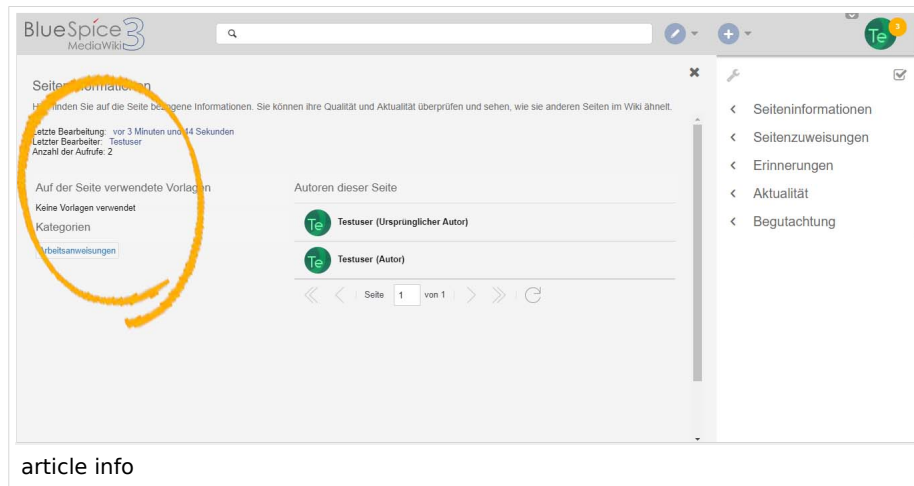 BlueSpice 3
MediaWiki
Te
3
Seiteninformationen
Hier finden Sie auf die Seite bezogene Informationen. Sie können ihre Qualität und Aktualität überprüfen und sehen, wie sie anderen Seiten im Wiki ähnelt.
Letzte Bearbeitung: vor 3 Minuten und 44 Sekunden
Letzter Bearbeiter: Testuser
Anzahl der Aufrufe: 2
Auf der Seite verwendete Vorlagen
Keine Vorlagen verwendet
Kategorien
Arbeitsanweisungen
Autoren dieser Seite
Te Testuser (Ursprünglicher Autor)
Te Testuser (Autor)
Seite 1 von 1
Seiteninformationen
Seitenzuweisungen
Erinnerungen
Aktualität
Begutachtung
article info